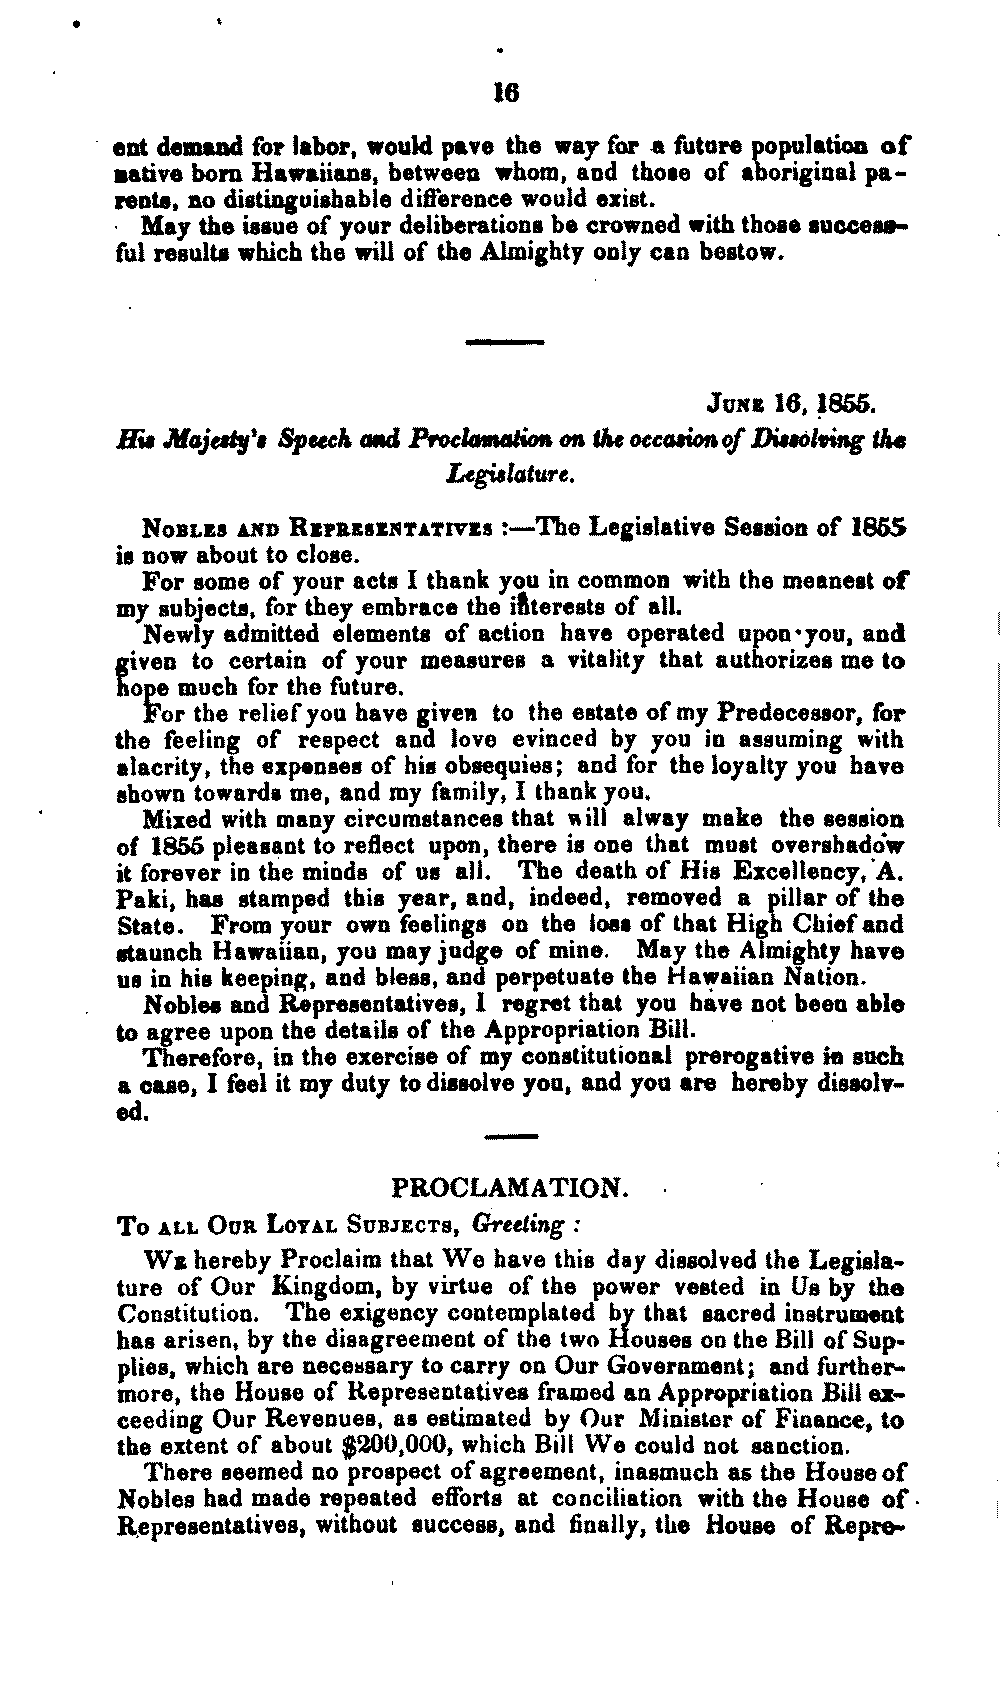 16
ent demand for labor, would pave the way for a future population of
native born Hawaiians, between whom, and those of aboriginal pa-
rents, no distinguishable difference would exist.
May the issue of your deliberations be crowned with those success-
ful results which the will of the Almighty only can bestow.
JUNE 16, 1855.
His Majesty's Speech and Proclamation on the occasion of Dissolving the
Legislature.
NOBLES AND REPRESENTATIVES :—The Legislative Session of 1855
is now about to close.
For some of your acts I thank you in common with the meanest of
my subjects, for they embrace the interests of all.
Newly admitted elements of action have operated upon you, and
given to certain of your measures a vitality that authorizes me to
hope much for the future.
For the relief you have given to the estate of my Predecessor, for
the feeling of respect and love evinced by you in assuming with
alacrity, the expenses of his obsequies; and for the loyalty you have
shown towards me, and my family, I thank you.
Mixed with many circumstances that will alway make the session
of 1855 pleasant to reflect upon, there is one that must overshadow
it forever in the minds of us all. The death of His Excellency, A.
Paki, has stamped this year, and, indeed, removed a pillar of the
State. From your own feelings on the loss of that High Chief and
staunch Hawaiian, you may judge of mine. May the Almighty have
us in his keeping, and bless, and perpetuate the Hawaiian Nation.
Nobles and Representatives, I regret that you have not been able
to agree upon the details of the Appropriation Bill.
Therefore, in the exercise of my constitutional prerogative in such
a case, I feel it my duty to dissolve you, and you are hereby dissolv-
ed.
PROCLAMATION.
TO ALL OUR LOYAL SUBJECTS, Greeting :
WE hereby Proclaim that We have this day dissolved the Legisla-
ture of Our Kingdom, by virtue of the power vested in Us by the
Constitution. The exigency contemplated by that sacred instrument
has arisen, by the disagreement of the two Houses on the Bill of Sup-
plies, which are necessary to carry on Our Government; and further-
more, the House of Representatives framed an Appropriation Bill ex-
ceeding Our Revenues, as estimated by Our Minister of Finance, to
the extent of about $200,000, which Bill We could not sanction.
There seemed no prospect of agreement, inasmuch as the House of
Nobles had made repeated efforts at conciliation with the House of
Representatives, without success, and finally, the House of Repre-